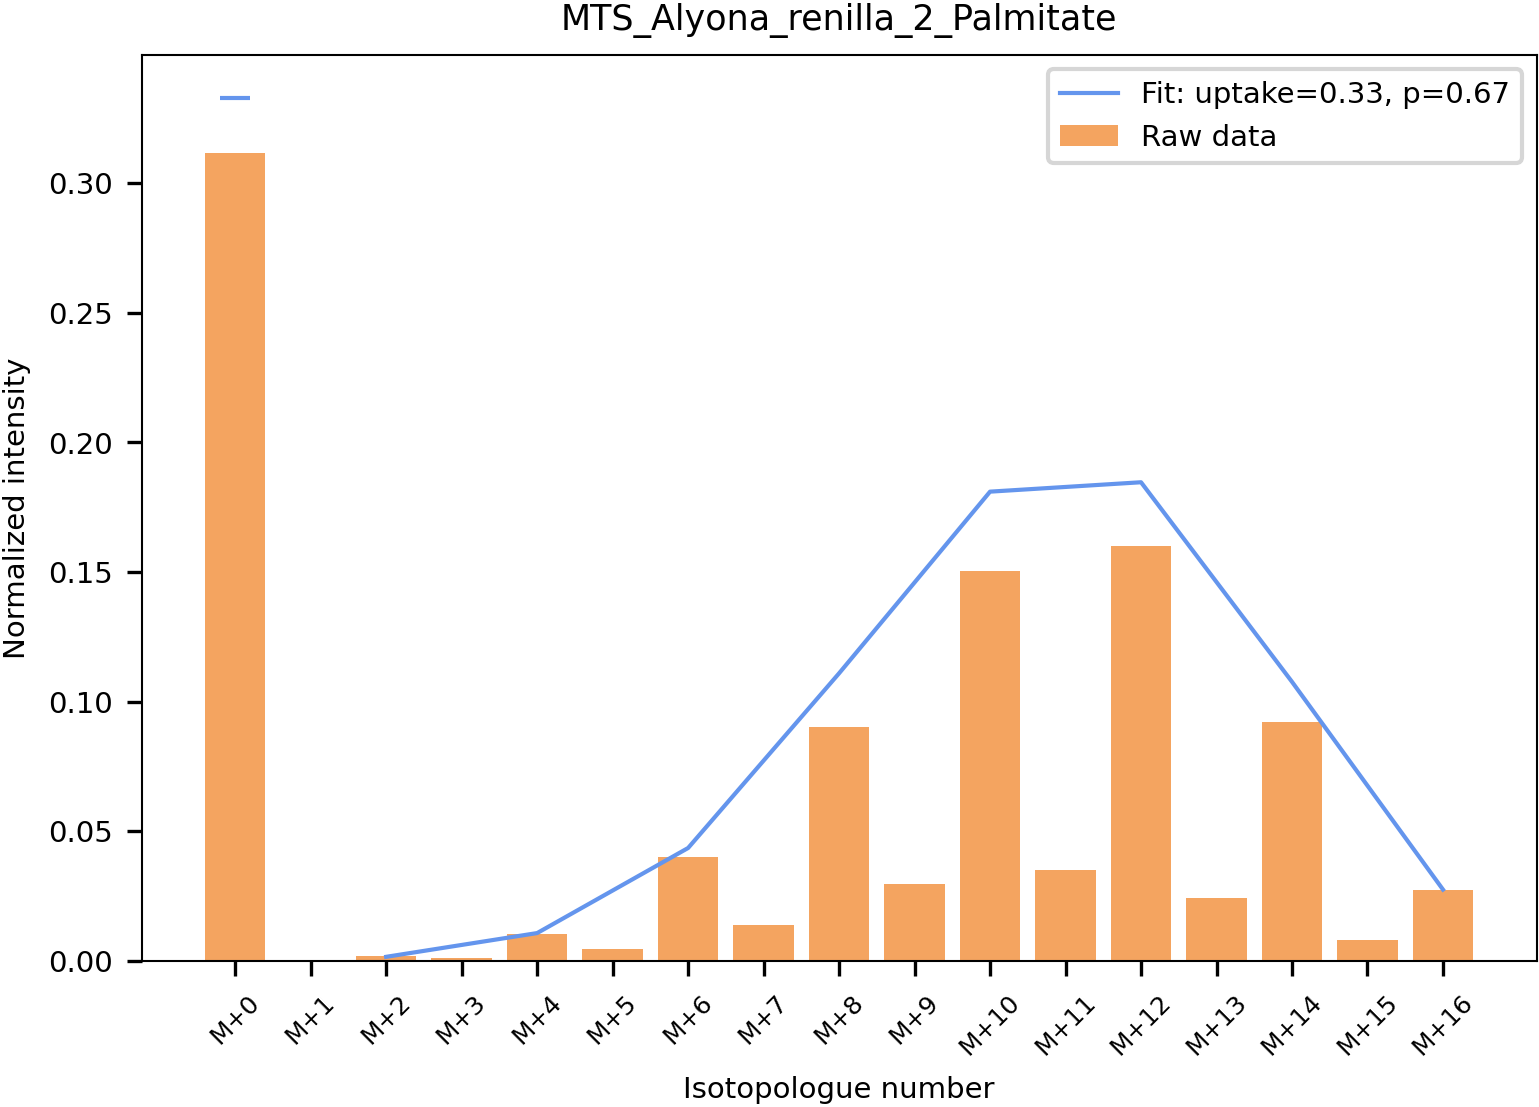 MTS_Alyona_renilla_2_Palmitate
Fit: uptake=0.33, p=0.67
Raw data
Normalized intensity
0.30
0.25
0.20
0.15
0.10
0.05
0.00
M+0
M+1
M+2
M+3
M+4
M+5
M+6
M+7
M+8
M+9
M+10
M+11
M+12
M+13
M+14
M+15
M+16
Isotopologue number